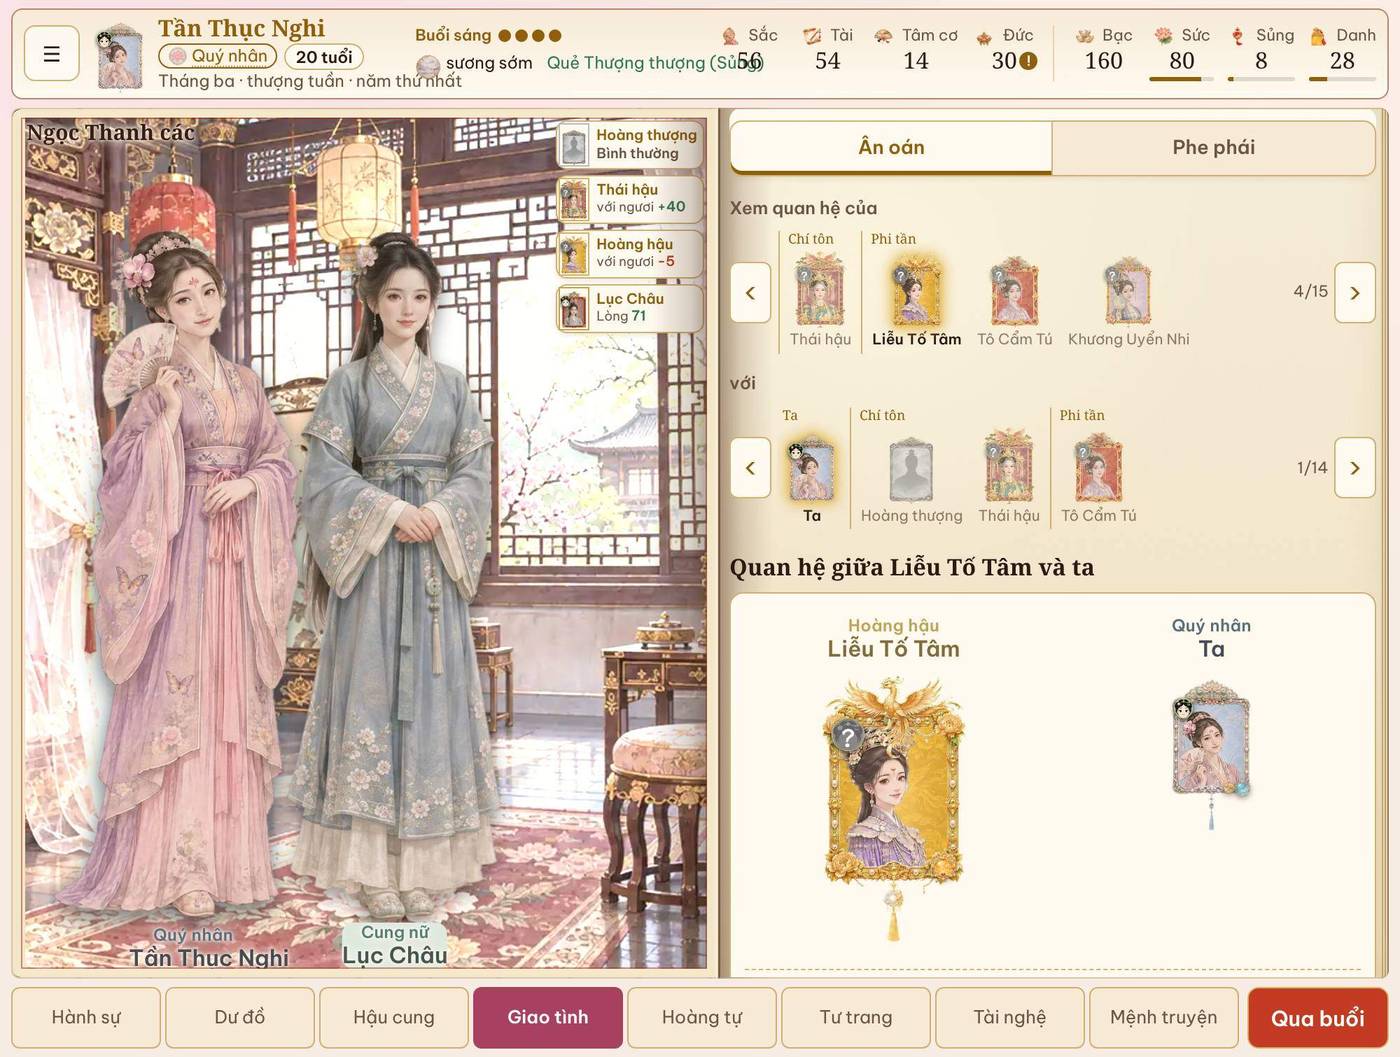 ☰
Tần Thục Nghi
Quý nhân
20 tuổi
Tháng ba · thượng tuần · năm thứ nhất
Buổi sáng
sương sớm
Quẻ Thượng thượng (Sủng)
Sắc
56
Tài
54
Tâm cơ
14
Đức
30
!
Bạc
160
Sức
80
Sủng
8
Danh
28
Ngọc Thanh các
Hoàng thượng
Bình thường
Thái hậu
với ngươi +40
Hoàng hậu
với ngươi -5
Lục Châu
Lòng 71
Quý nhân
Tần Thục Nghi
Cung nữ
Lục Châu
Ân oán
Phe phái
Xem quan hệ của
Chí tôn
Phi tần
‹
?
Thái hậu
?
Liễu Tố Tâm
?
Tô Cẩm Tú
?
Khương Uyển Nhi
4/15
›
với
Ta
Chí tôn
Phi tần
‹
Ta
Hoàng thượng
?
Thái hậu
?
Tô Cẩm Tú
1/14
›
Quan hệ giữa Liễu Tố Tâm và ta
Hoàng hậu
Liễu Tố Tâm
?
Quý nhân
Ta
Hành sự
Dư đồ
Hậu cung
Giao tình
Hoàng tự
Tư trang
Tài nghệ
Mệnh truyện
Qua buổi